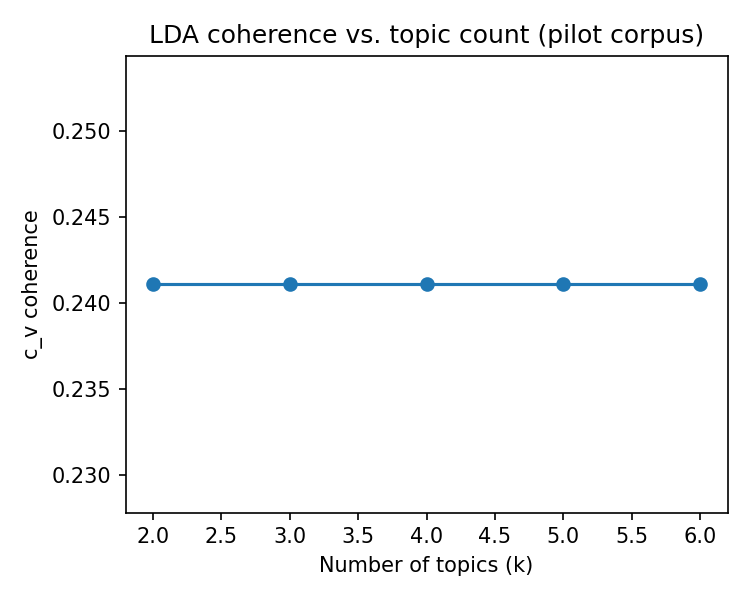 LDA coherence vs. topic count (pilot corpus)
0.250
0.245
0.240
0.235
0.230
c_v coherence
2.0 2.5 3.0 3.5 4.0 4.5 5.0 5.5 6.0
Number of topics (k)